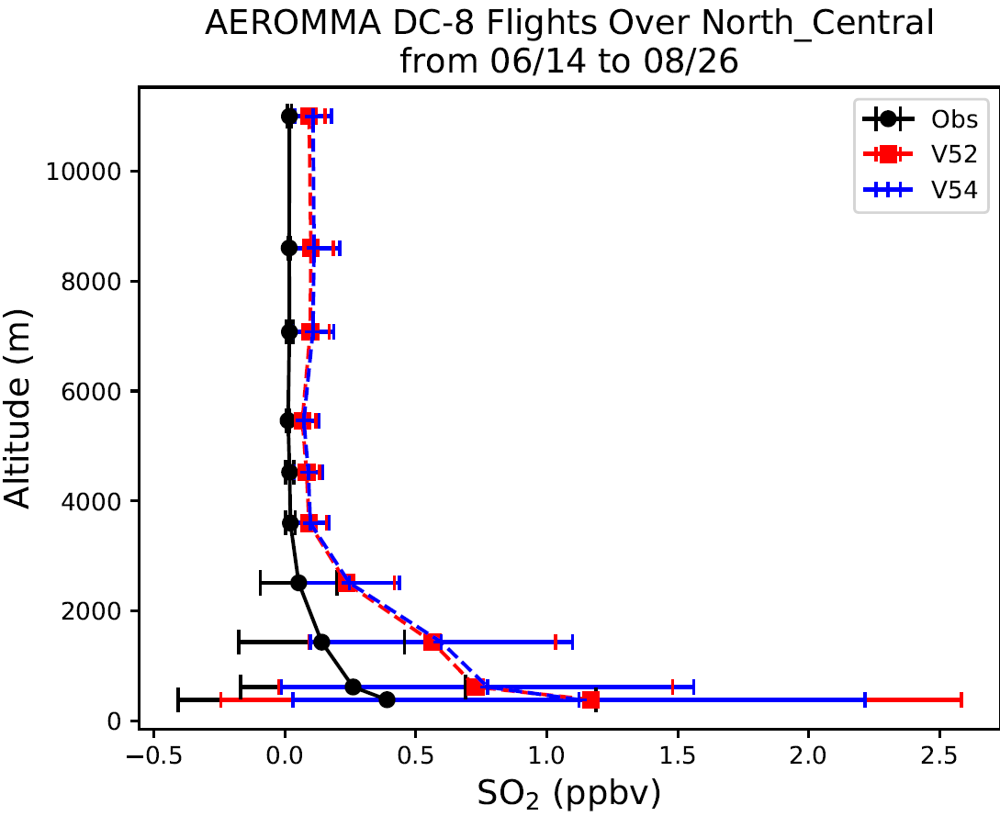 AEROMMA DC-8 Flights Over North_Central
from 06/14 to 08/26
Obs
V52
V54
10000
8000
6000
4000
2000
0
Altitude (m)
−0.5 0.0 0.5 1.0 1.5 2.0 2.5
SO₂ (ppbv)